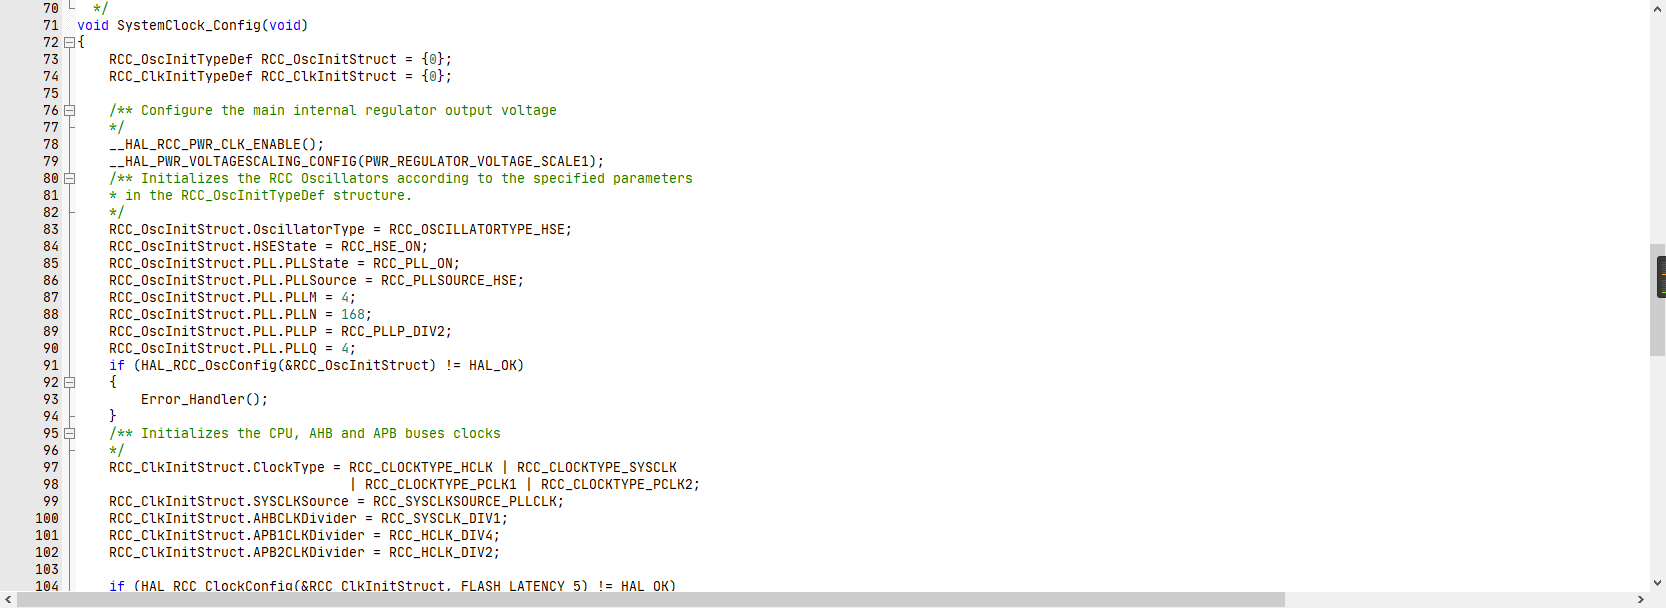 70   */
71 void SystemClock_Config(void)
72 {
73     RCC_OscInitTypeDef RCC_OscInitStruct = {0};
74     RCC_ClkInitTypeDef RCC_ClkInitStruct = {0};
75
76     /** Configure the main internal regulator output voltage
77     */
78     __HAL_RCC_PWR_CLK_ENABLE();
79     __HAL_PWR_VOLTAGESCALING_CONFIG(PWR_REGULATOR_VOLTAGE_SCALE1);
80     /** Initializes the RCC Oscillators according to the specified parameters
81     * in the RCC_OscInitTypeDef structure.
82     */
83     RCC_OscInitStruct.OscillatorType = RCC_OSCILLATORTYPE_HSE;
84     RCC_OscInitStruct.HSEState = RCC_HSE_ON;
85     RCC_OscInitStruct.PLL.PLLState = RCC_PLL_ON;
86     RCC_OscInitStruct.PLL.PLLSource = RCC_PLLSOURCE_HSE;
87     RCC_OscInitStruct.PLL.PLLM = 4;
88     RCC_OscInitStruct.PLL.PLLN = 168;
89     RCC_OscInitStruct.PLL.PLLP = RCC_PLLP_DIV2;
90     RCC_OscInitStruct.PLL.PLLQ = 4;
91     if (HAL_RCC_OscConfig(&RCC_OscInitStruct) != HAL_OK)
92     {
93         Error_Handler();
94     }
95     /** Initializes the CPU, AHB and APB buses clocks
96     */
97     RCC_ClkInitStruct.ClockType = RCC_CLOCKTYPE_HCLK | RCC_CLOCKTYPE_SYSCLK
98                                   | RCC_CLOCKTYPE_PCLK1 | RCC_CLOCKTYPE_PCLK2;
99     RCC_ClkInitStruct.SYSCLKSource = RCC_SYSCLKSOURCE_PLLCLK;
100     RCC_ClkInitStruct.AHBCLKDivider = RCC_SYSCLK_DIV1;
101     RCC_ClkInitStruct.APB1CLKDivider = RCC_HCLK_DIV4;
102     RCC_ClkInitStruct.APB2CLKDivider = RCC_HCLK_DIV2;
103
104     if (HAL_RCC_ClockConfig(&RCC_ClkInitStruct, FLASH_LATENCY_5) != HAL_OK)